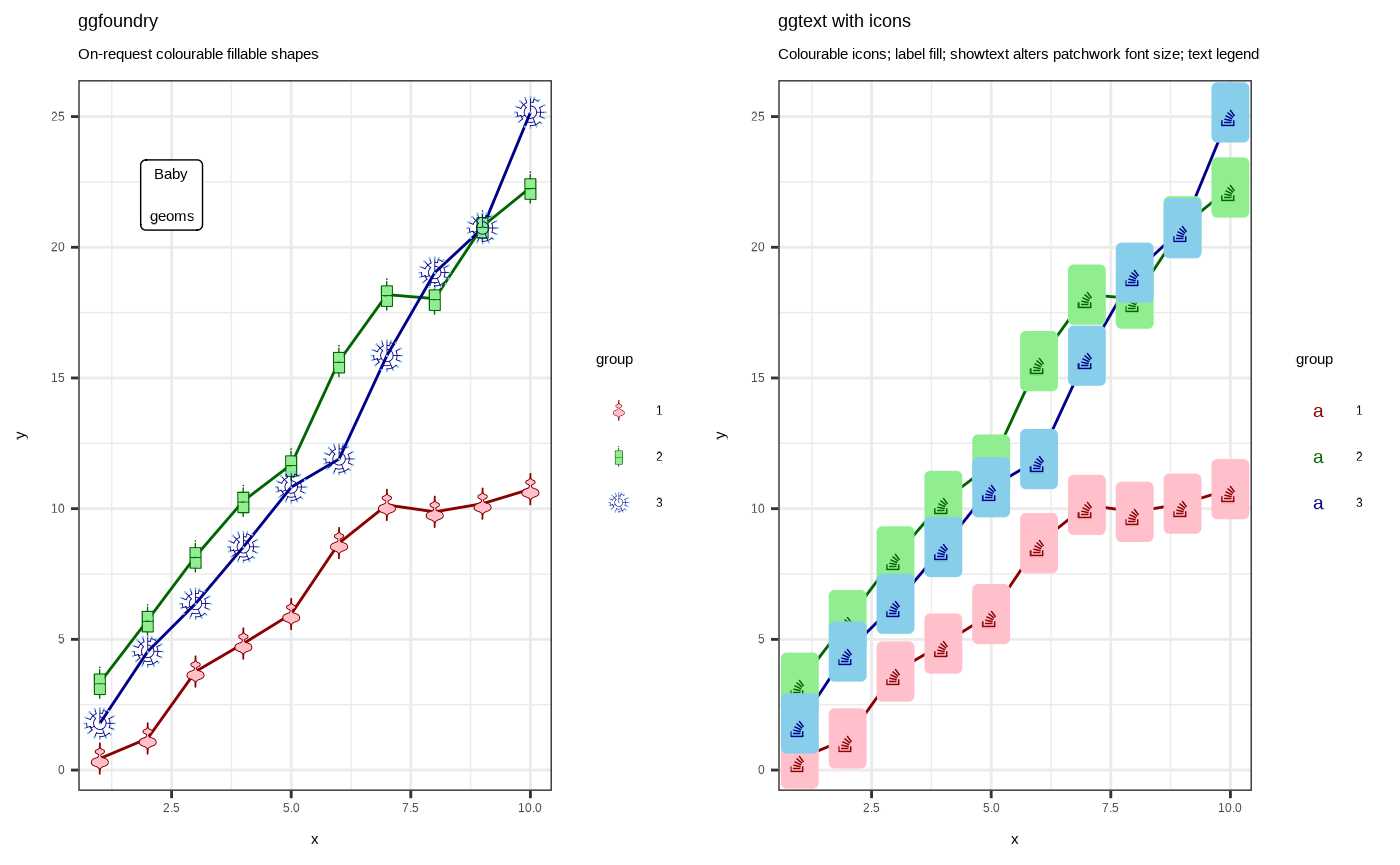 ggfoundry
On-request colourable fillable shapes
25
20
15
10
5
0
y
Baby
geoms
2.5
5.0
7.5
10.0
x
group
1
2
3
ggtext with icons
Colourable icons; label fill; showtext alters patchwork font size; text legend
25
20
15
10
5
0
y
2.5
5.0
7.5
10.0
x
group
a 1
a 2
a 3